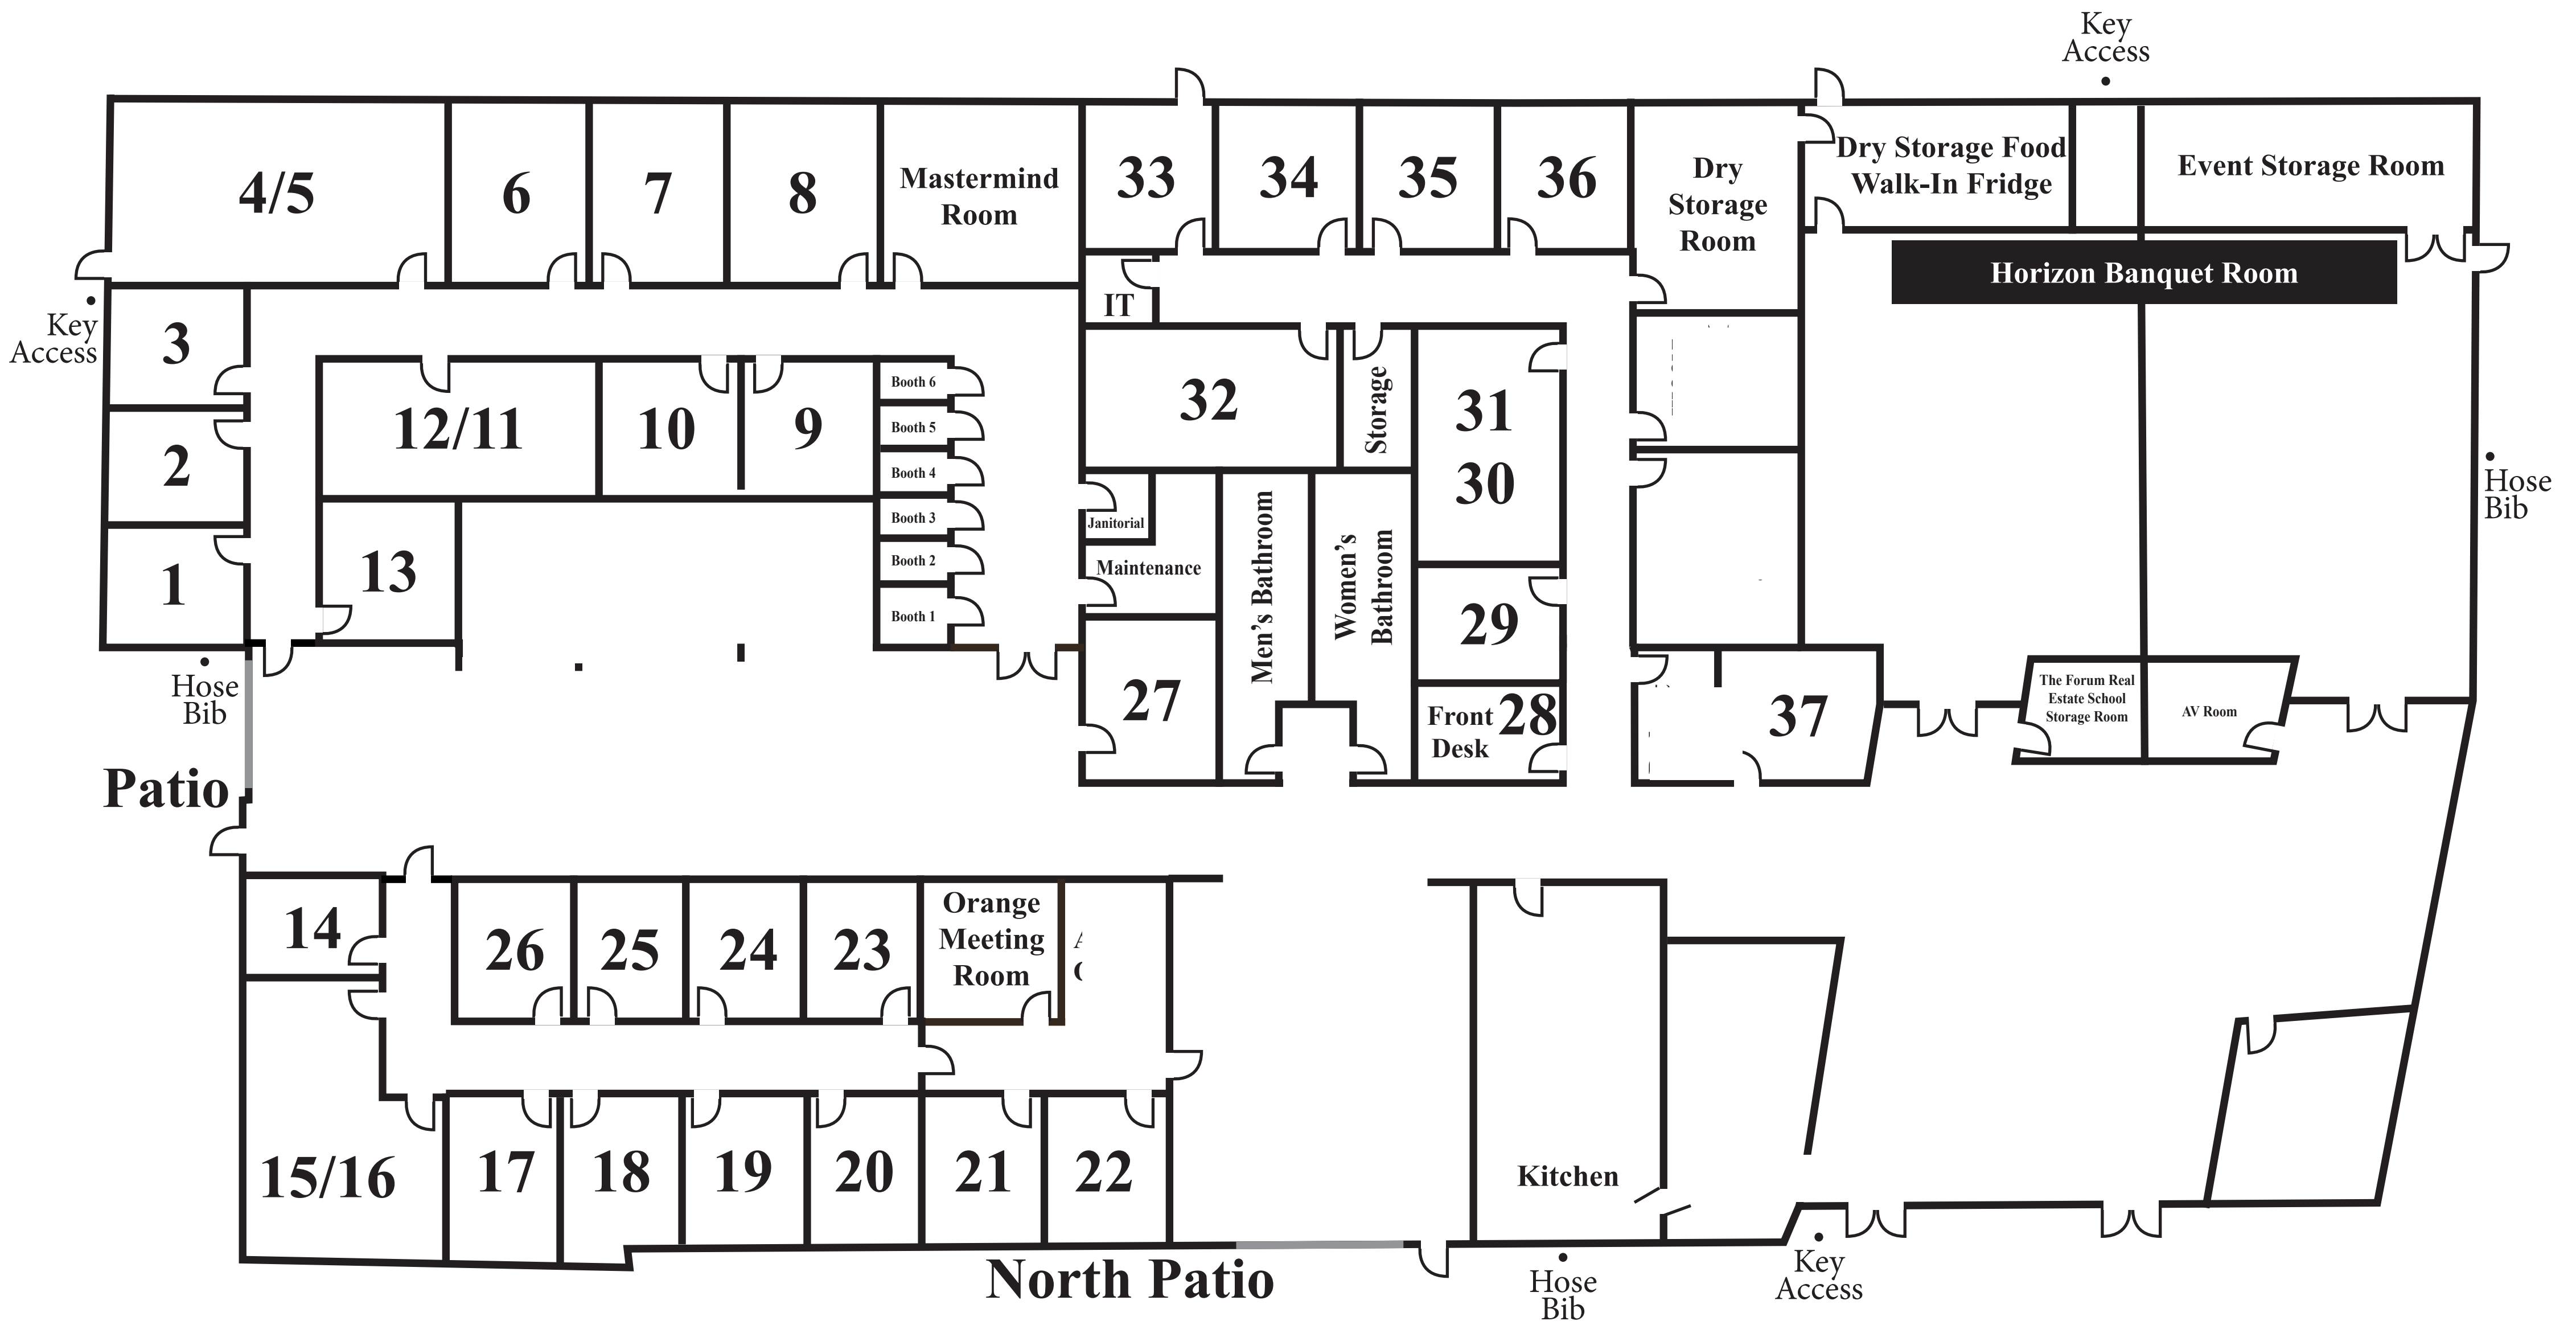 Key
Access
4/5
6
7
8
Mastermind
Room
33
34
35
36
Dry
Storage
Room
Dry Storage Food
Walk-In Fridge
Event Storage Room
Horizon Banquet Room
Key
Access
3
2
1
IT
12/11
10
9
Booth 6
Booth 5
Booth 4
Booth 3
Booth 2
Booth 1
32
Storage
31
30
Hose
Bib
13
Janitorial
Maintenance
Men's Bathroom
Women's
Bathroom
29
Hose
Bib
27
Front
Desk
28
37
The Forum Real
Estate School
Storage Room
AV Room
Patio
14
26
25
24
23
Orange
Meeting
Room
15/16
17
18
19
20
21
22
Kitchen
North Patio
Hose
Bib
Key
Access